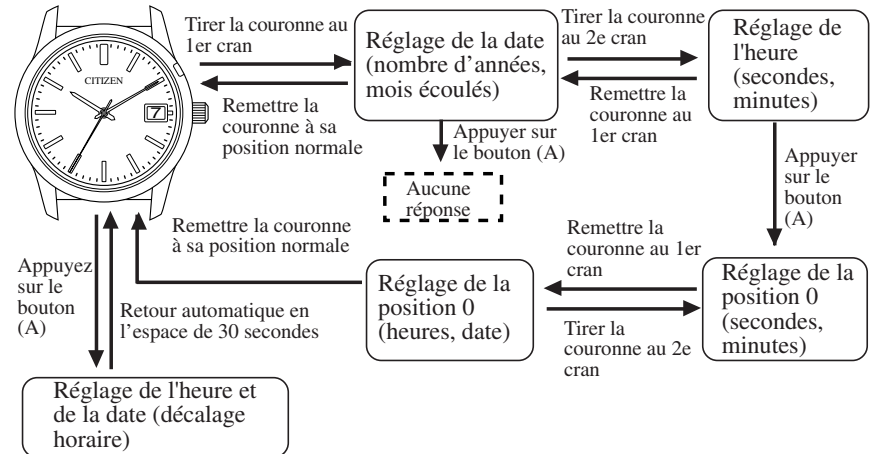 Tirer la couronne au
1er cran
Réglage de la date
(nombre d’années,
mois écoulés)
Tirer la couronne
au 2e cran
Réglage de
l'heure
(secondes,
minutes)
CITIZEN
7
Remettre la
couronne à sa
position normale
Remettre la
couronne au
1er cran
Appuyer sur
le bouton (A)
Aucune
réponse
Appuyer
sur le
bouton
(A)
Remettre la couronne
à sa position normale
Remettre la
couronne au 1er
cran
Appuyez
sur le
bouton
(A)
Retour automatique en
l’espace de 30 secondes
Réglage de la
position 0
(heures, date)
Tirer la
couronne au 2e
cran
Réglage de la
position 0
(secondes,
minutes)
Réglage de l'heure et
de la date (décalage
horaire)